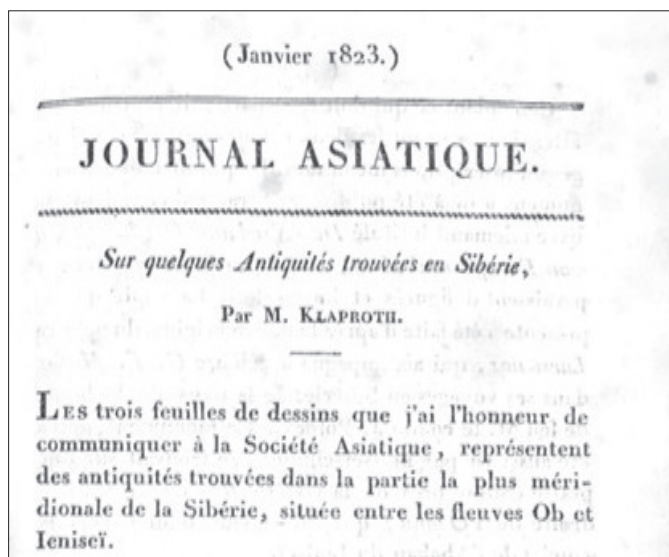 (Janvier 1823.)
JOURNAL ASIATIQUE.
Sur quelques Antiquités trouvées en Sibérie,
Par M. KLAPROTH.
LES trois feuilles de dessins que j'ai l'honneur de
communiquer à la Société Asiatique, représentent
des antiquités trouvées dans la partie la plus méri-
dionale de la Sibérie, située entre les fleuves Ob et
Ieniseï.